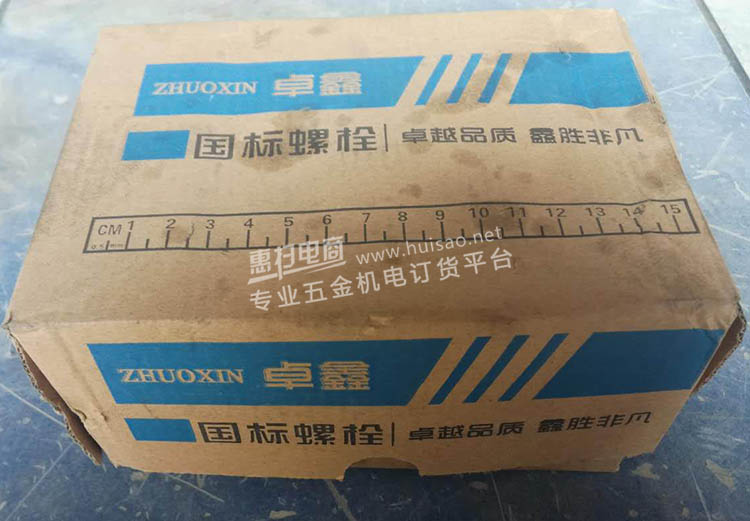 ZHUOXIN 卓鑫
国标螺栓 卓越品质 鑫胜非凡
CM 1 2 3 4 5 6 7 8 9 10 11 12 13 14 15
0.5 mm
惠扫电商 www.huisao.net
专业五金机电订货平台
ZHUOXIN 卓鑫
国标螺栓 卓越品质 鑫胜非凡